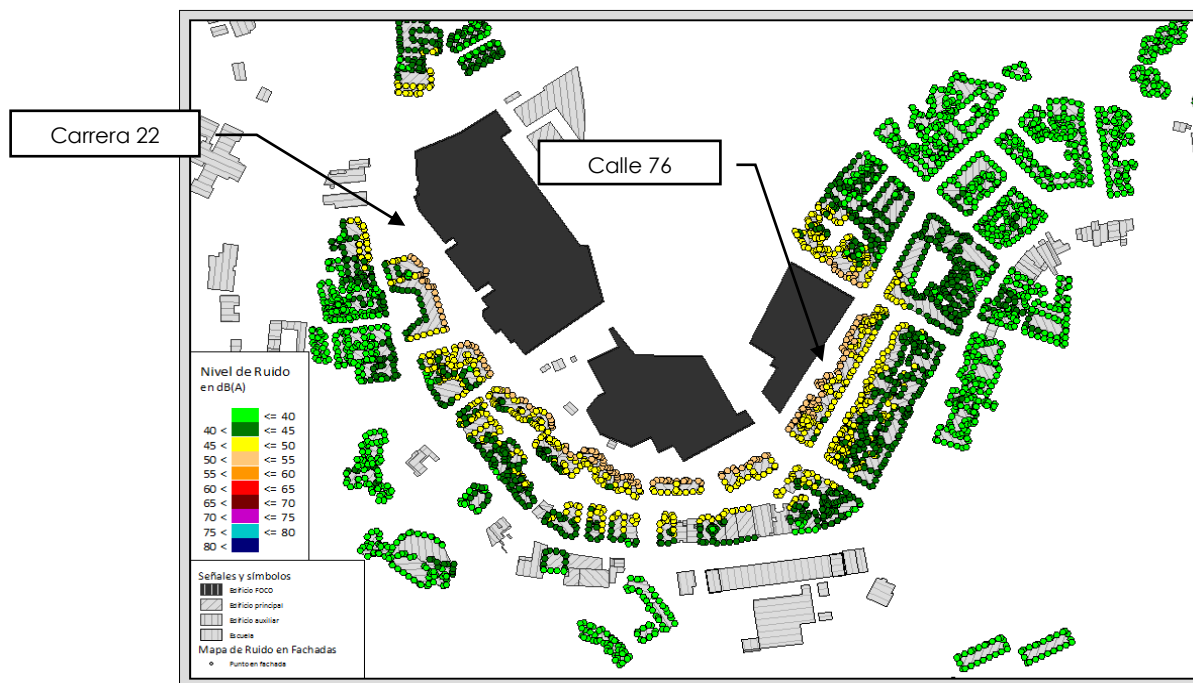 Carrera 22
Calle 76
Nivel de Ruido
en dB(A)
<= 40
40 < <= 45
45 < <= 50
50 < <= 55
55 < <= 60
60 < <= 65
65 < <= 70
70 < <= 75
75 < <= 80
80 <
Señales y símbolos
Edificio FOCO
Edificio principal
Edificio auxiliar
Escuela
Mapa de Ruido en Fachadas
Punto en fachada